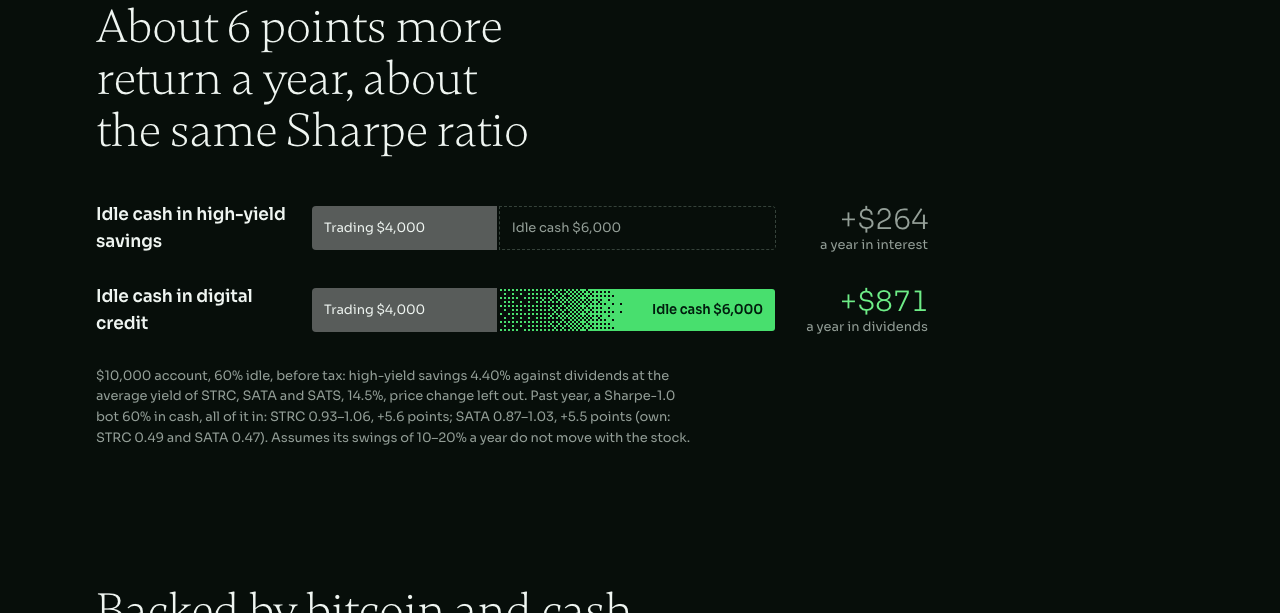 About 6 points more
return a year, about
the same Sharpe ratio
Idle cash in high-yield
savings
Trading $4,000
Idle cash $6,000
+$264
a year in interest
Idle cash in digital
credit
Trading $4,000
Idle cash $6,000
+$871
a year in dividends
$10,000 account, 60% idle, before tax: high-yield savings 4.40% against dividends at the
average yield of STRC, SATA and SATS, 14.5%, price change left out. Past year, a Sharpe-1.0
bot 60% in cash, all of it in: STRC 0.93–1.06, +5.6 points; SATA 0.87–1.03, +5.5 points (own:
STRC 0.49 and SATA 0.47). Assumes its swings of 10–20% a year do not move with the stock.
Backed by bitcoin and cash